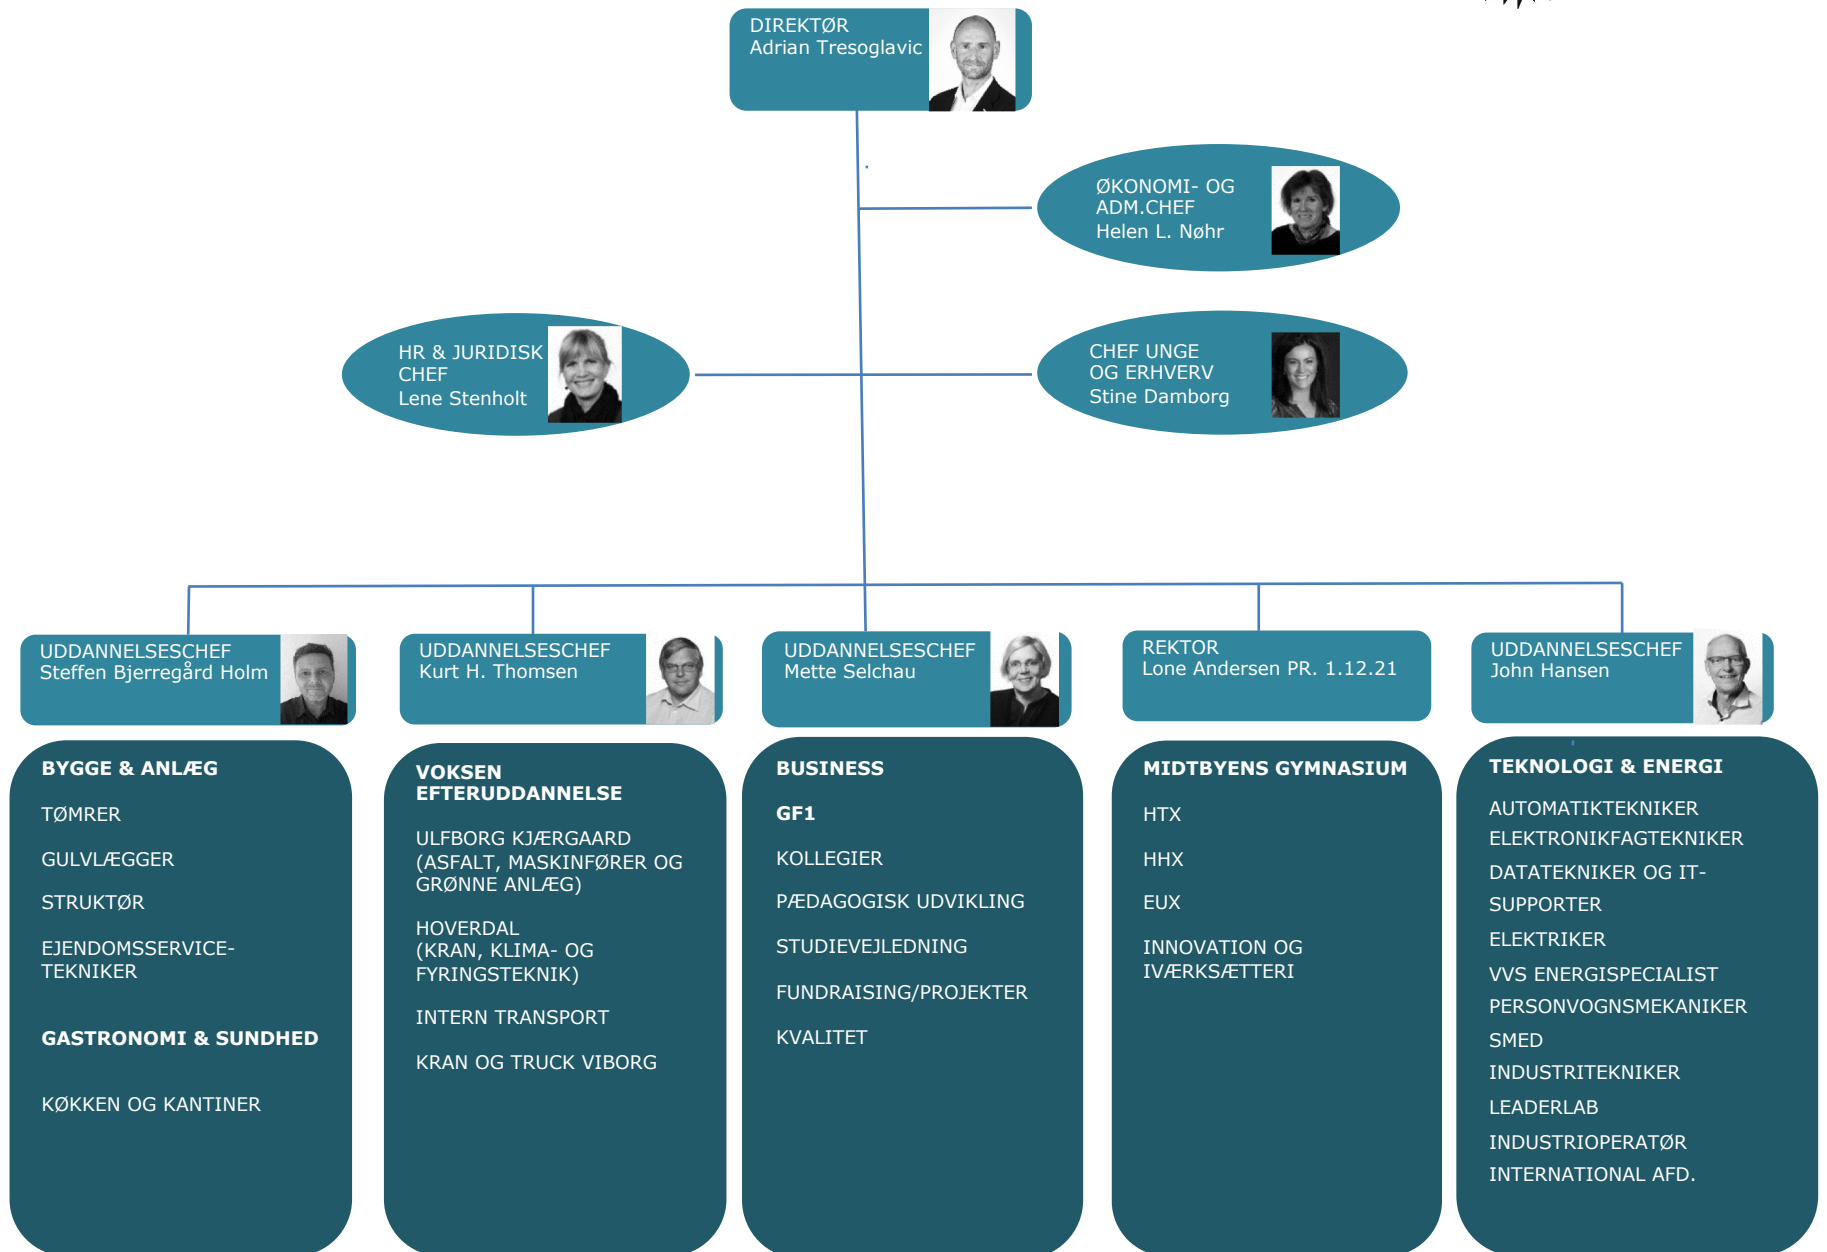 DIREKTØR
Adrian Tresoglavic
ØKONOMI- OG
ADM.CHEF
Helen L. Nøhr
HR & JURIDISK
CHEF
Lene Stenholt
CHEF UNGE
OG ERHVERV
Stine Damborg
UDDANNELSESCHEF
Steffen Bjerregård Holm
UDDANNELSESCHEF
Kurt H. Thomsen
UDDANNELSESCHEF
Mette Selchau
REKTOR
Lone Andersen PR. 1.12.21
UDDANNELSESCHEF
John Hansen
BYGGE & ANLÆG
TØMRER
GULVLÆGGER
STRUKTØR
EJENDOMSSERVICE-
TEKNIKER
GASTRONOMI & SUNDHED
KØKKEN OG KANTINER
VOKSEN
EFTERUDDANNELSE
ULFBORG KJÆRGAARD
(ASFALT, MASKINFØRER OG
GRØNNE ANLÆG)
HOVERDAL
(KRAN, KLIMA- OG
FYRINGSTEKNIK)
INTERN TRANSPORT
KRAN OG TRUCK VIBORG
BUSINESS
GF1
KOLLEGIER
PÆDAGOGISK UDVIKLING
STUDIEVEJLEDNING
FUNDRAISING/PROJEKTER
KVALITET
MIDTBYENS GYMNASIUM
HTX
HHX
EUX
INNOVATION OG
IVÆRKSÆTTERI
TEKNOLOGI & ENERGI
AUTOMATIKTEKNIKER
ELEKTRONIKFAGTEKNIKER
DATATEKNIKER OG IT-
SUPPORTER
ELEKTRIKER
VVS ENERGISPECIALIST
PERSONVOGNSMEKANIKER
SMED
INDUSTRITEKNIKER
LEADERLAB
INDUSTRIOPERATØR
INTERNATIONAL AFD.